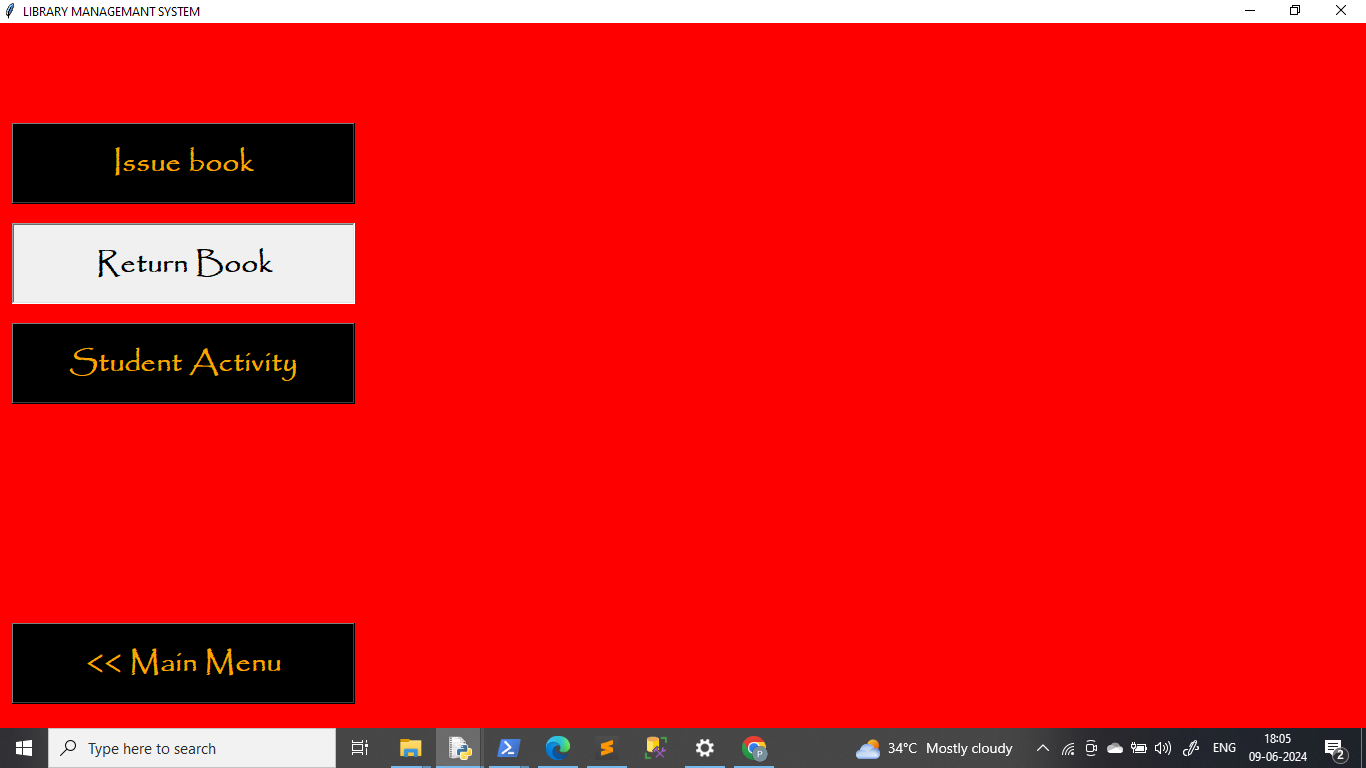 LIBRARY MANAGEMANT SYSTEM
Issue book
Return Book
Student Activity
<< Main Menu
Type here to search
34°C Mostly cloudy
ENG
18:05
09-06-2024
2
P